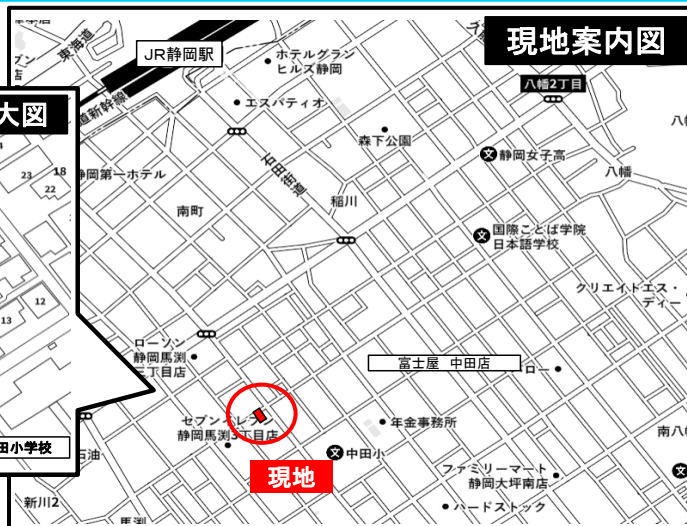 現地案内図
東海道
JR静岡駅
ホテルグラン
ヒルズ静岡
八幡2丁目
大図
道新幹線
エスパティオ
森下公園
石田街道
静岡女子高
八幡
23
18
22
岡第一ホテル
南町
稲川
国際ことば学院
日本語学校
クリエイトエス・
ディー
12
13
ローソン
静岡馬渕
三丁目店
富士屋 中田店
ロー
セブンイレブン
静岡馬渕3丁目店
年金事務所
田小学校
石油
中田小
南八
現地
ファミリーマート
静岡大坪南店
新川2
馬渕
ハードストック